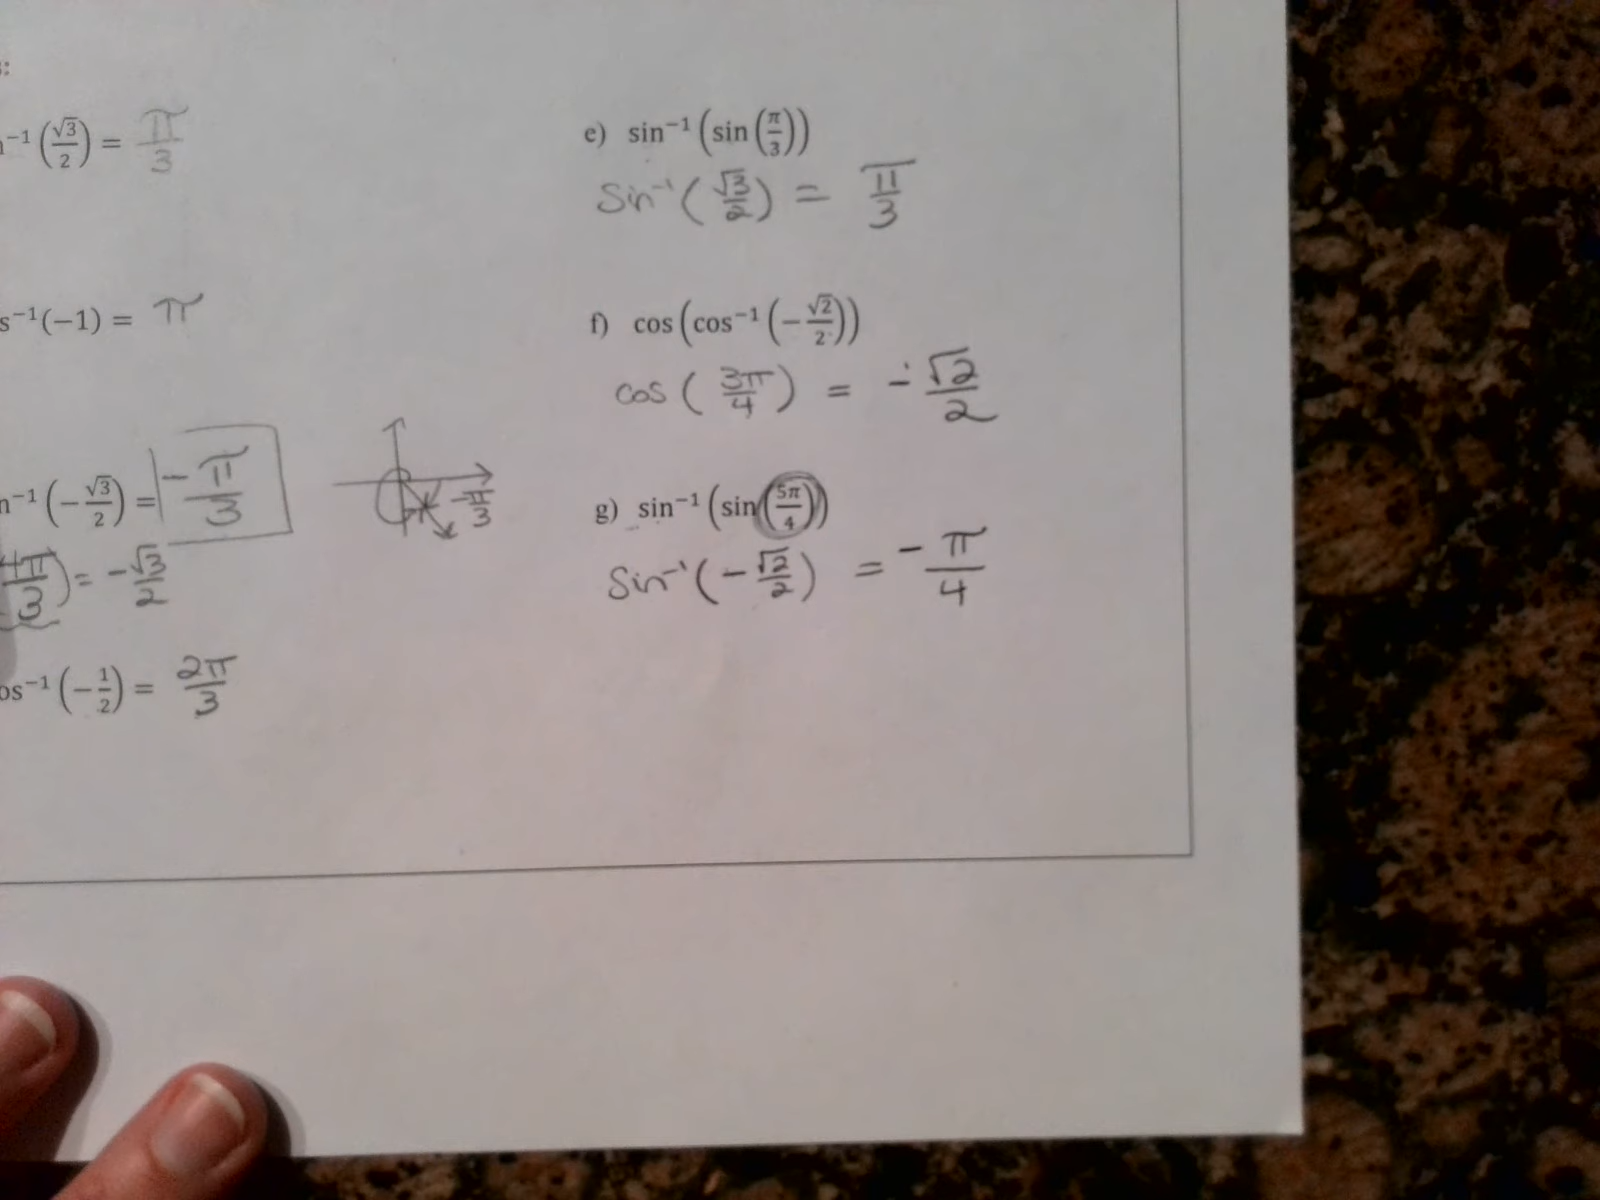 s:
n⁻¹(√3/2) = π/3
s⁻¹(-1) = π
n⁻¹(-√3/2) = -π/3
-π/3
4π/3) = -√3/2
os⁻¹(-1/2) = 2π/3
e) sin⁻¹(sin(π/3))
Sin⁻¹(√3/2) = π/3
f) cos(cos⁻¹(-√2/2))
cos(3π/4) = -√2/2
g) sin⁻¹(sin(5π/4))
Sin⁻¹(-√2/2) = -π/4